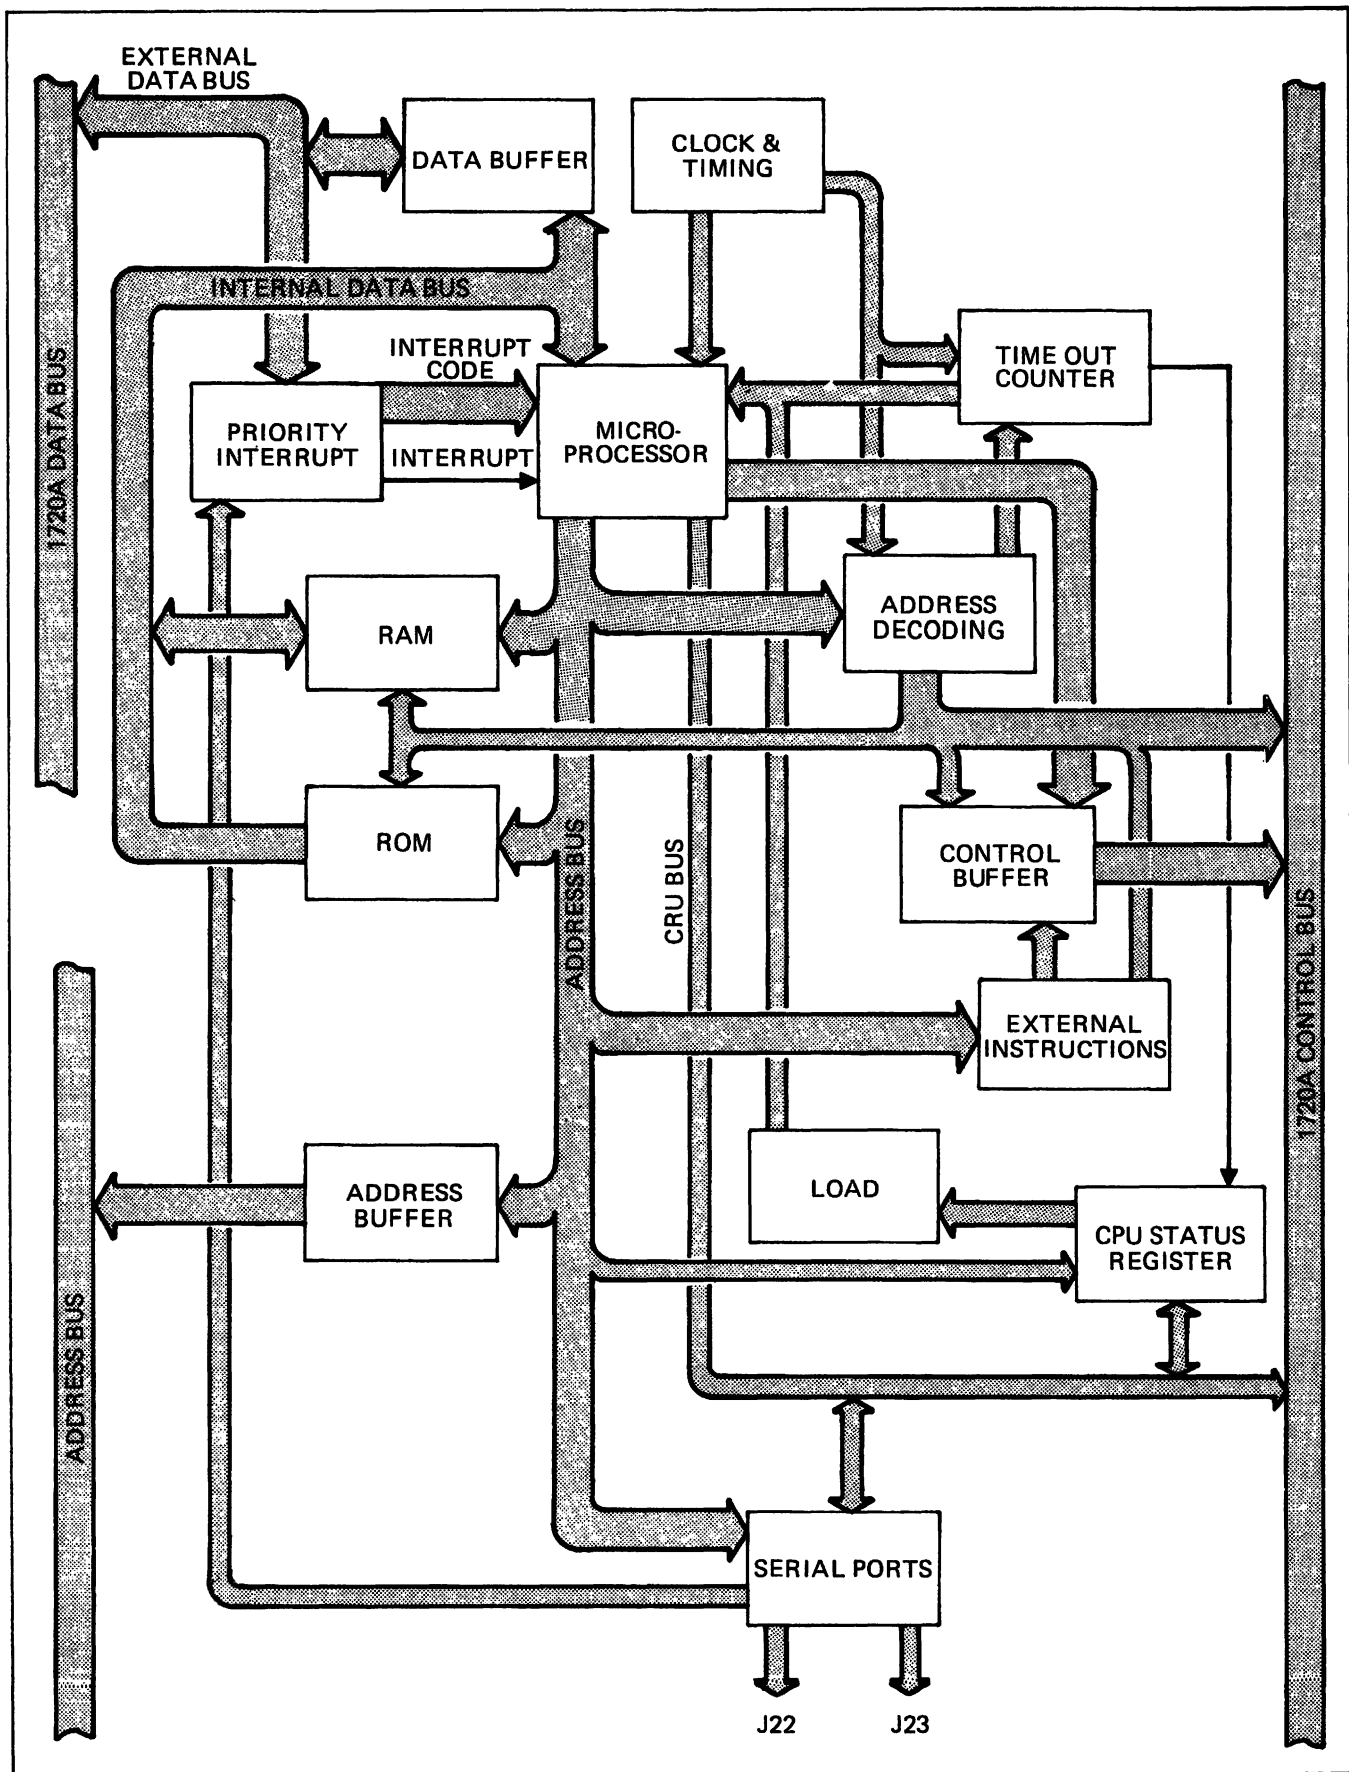 EXTERNAL
DATA BUS
DATA BUFFER
CLOCK &
TIMING
INTERNAL DATA BUS
INTERRUPT
CODE
TIME OUT
COUNTER
PRIORITY
INTERRUPT
INTERRUPT
MICRO-
PROCESSOR
1720A DATA BUS
RAM
ADDRESS
DECODING
ROM
ADDRESS BUS
CRU BUS
CONTROL
BUFFER
1720A CONTROL BUS
EXTERNAL
INSTRUCTIONS
ADDRESS
BUFFER
LOAD
CPU STATUS
REGISTER
ADDRESS BUS
SERIAL PORTS
J22
J23